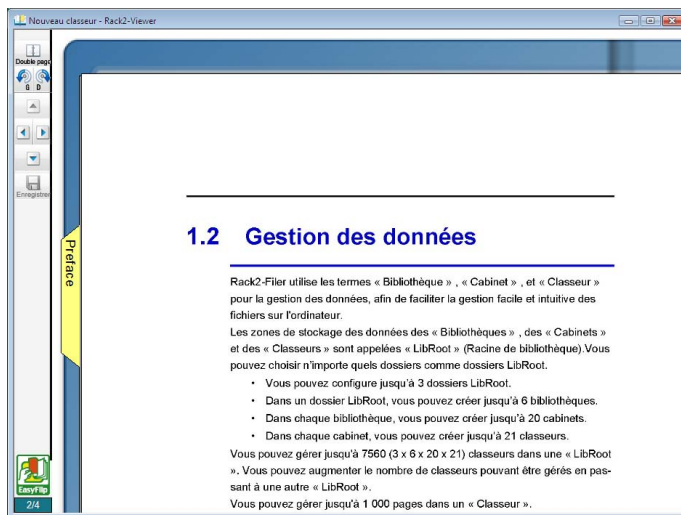 Nouveau classeur - Rack2-Viewer
Double page
G D
Enregistrer
Preface
1.2 Gestion des données
Rack2-Filer utilise les termes « Bibliothèque » , « Cabinet » , et « Classeur »
pour la gestion des données, afin de faciliter la gestion facile et intuitive des
fichiers sur l'ordinateur.
Les zones de stockage des données des « Bibliothèques » , des « Cabinets »
et des « Classeurs » sont appelées « LibRoot » (Racine de bibliothèque).Vous
pouvez choisir n'importe quels dossiers comme dossiers LibRoot.
• Vous pouvez configure jusqu'à 3 dossiers LibRoot.
• Dans un dossier LibRoot, vous pouvez créer jusqu'à 6 bibliothèques.
• Dans chaque bibliothèque, vous pouvez créer jusqu'à 20 cabinets.
• Dans chaque cabinet, vous pouvez créer jusqu'à 21 classeurs.
Vous pouvez gérer jusqu'à 7560 (3 x 6 x 20 x 21) classeurs dans une « LibRoot
». Vous pouvez augmenter le nombre de classeurs pouvant être gérés en pas-
sant à une autre « LibRoot ».
Vous pouvez gérer jusqu'à 1 000 pages dans un « Classeur ».
EasyFlip
2/4